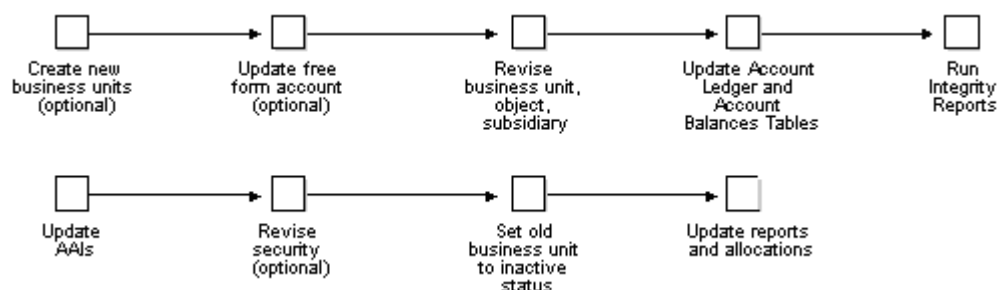 Create new
business units
(optional)
Update free
form account
(optional)
Revise
business unit,
object,
subsidiary
Update Account
Ledger and
Account
Balances Tables
Run
Integrity
Reports
Update
AAIs
Revise
security
(optional)
Set old
business unit
to inactive
status
Update reports
and allocations